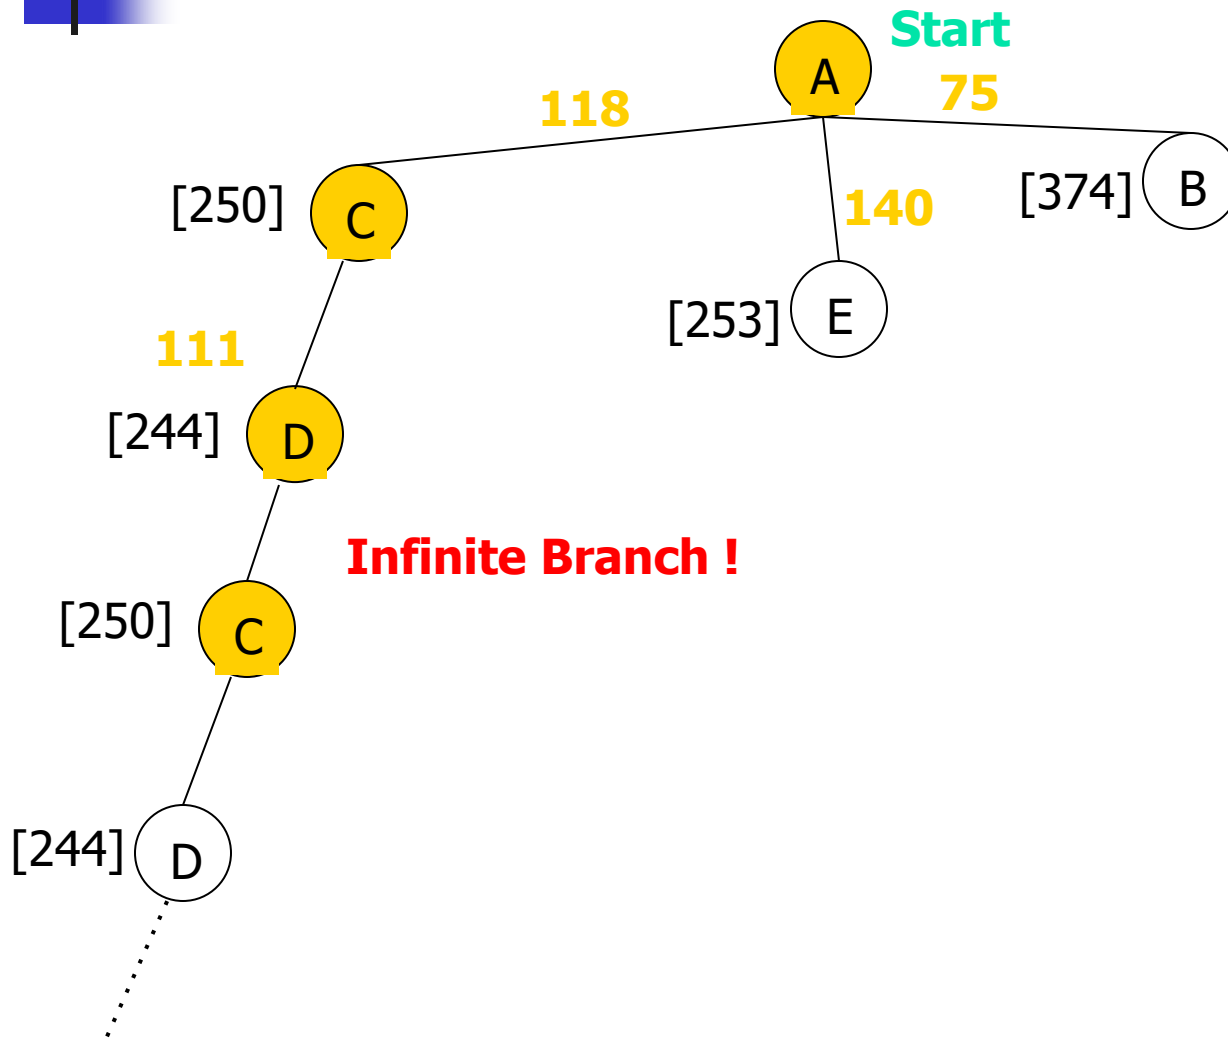 Start
A
75
118
[250]
C
140
[374]
B
[253]
E
111
[244]
D
Infinite Branch !
[250]
C
[244]
D